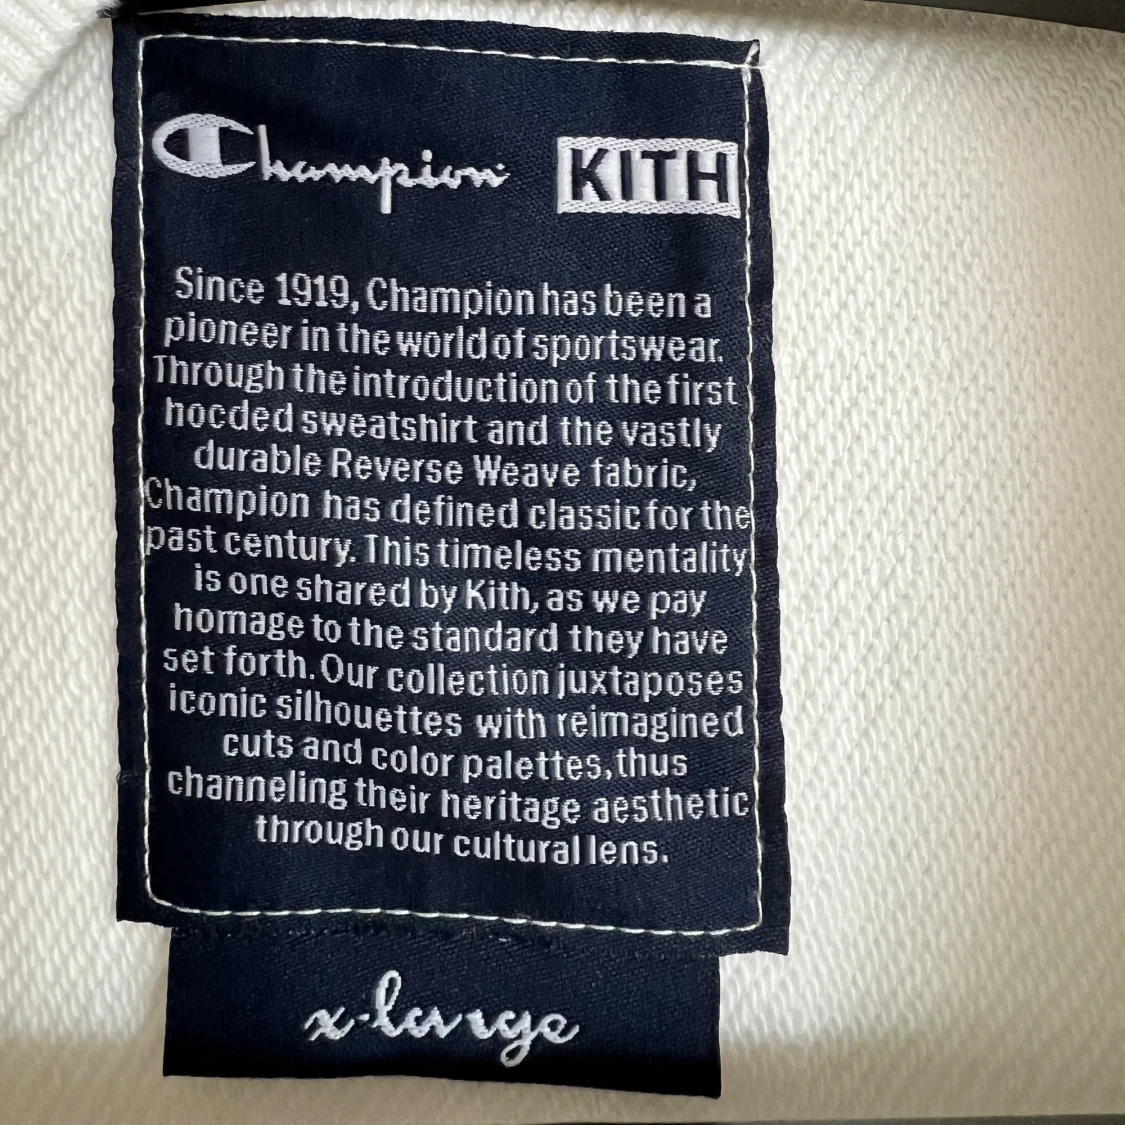 Champion KITH
Since 1919, Champion has been a
pioneer in the world of sportswear.
Through the introduction of the first
hooded sweatshirt and the vastly
durable Reverse Weave fabric,
Champion has defined classic for the
past century. This timeless mentality
is one shared by Kith, as we pay
homage to the standard they have
set forth. Our collection juxtaposes
iconic silhouettes with reimagined
cuts and color palettes, thus
channeling their heritage aesthetic
through our cultural lens.
x-large